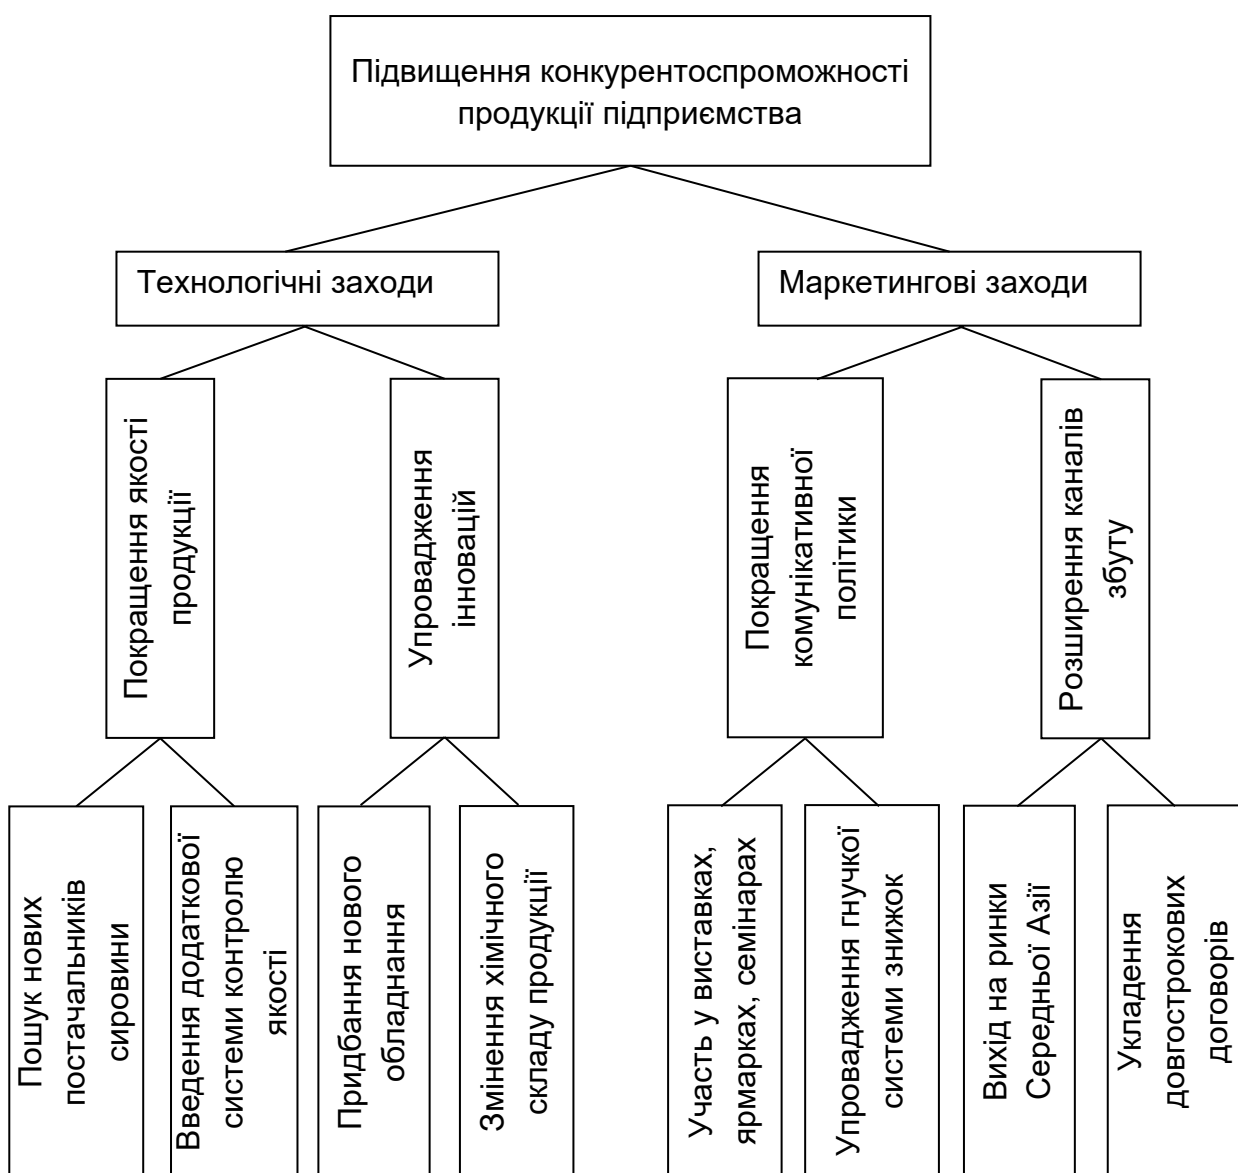 Підвищення конкурентоспроможності
продукції підприємства
Технологічні заходи
Маркетингові заходи
Покращення якості
продукції
Упровадження
інновацій
Покращення
комунікативної
політики
Розширення каналів
збуту
Пошук нових
постачальників
сировини
Введення додаткової
системи контролю
якості
Придбання нового
обладнання
Змінення хімічного
складу продукції
Участь у виставках,
ярмарках, семінарах
Упровадження гнучкої
системи знижок
Вихід на ринки
Середньої Азії
Укладення
довгострокових
договорів